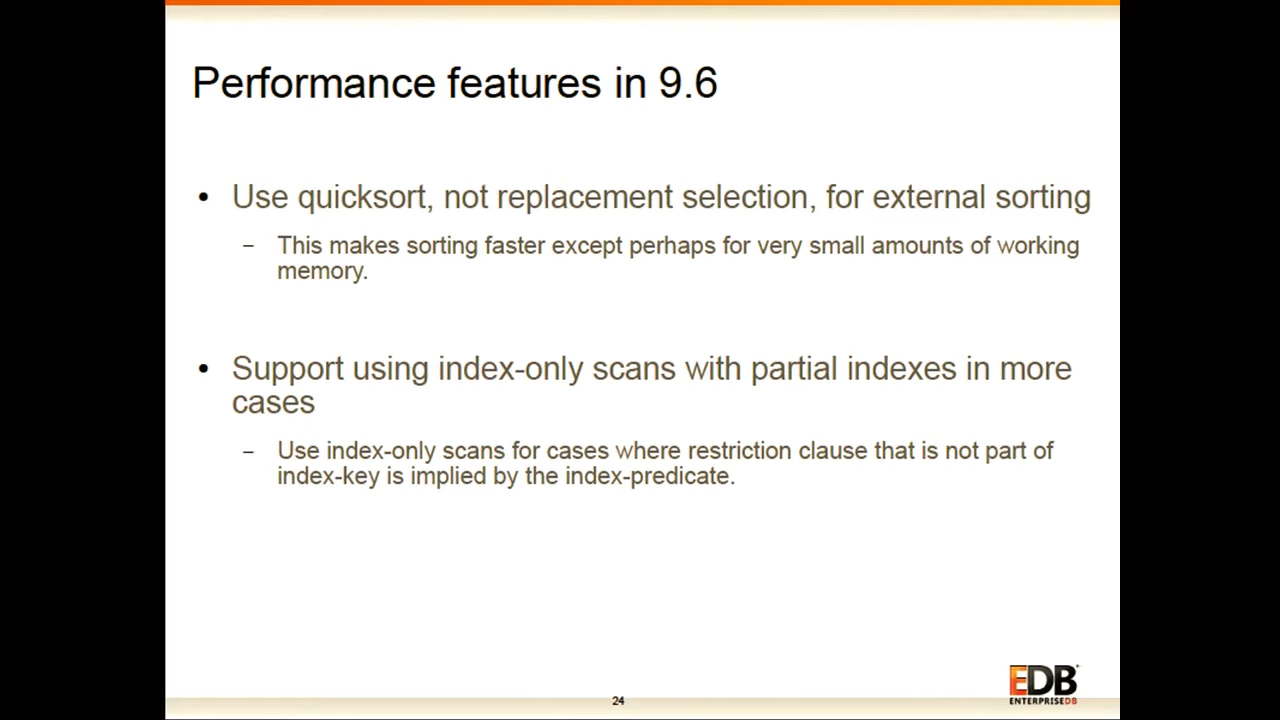 Performance features in 9.6
• Use quicksort, not replacement selection, for external sorting
– This makes sorting faster except perhaps for very small amounts of working
memory.
• Support using index-only scans with partial indexes in more
cases
– Use index-only scans for cases where restriction clause that is not part of
index-key is implied by the index-predicate.
24
EDB
ENTERPRISEDB